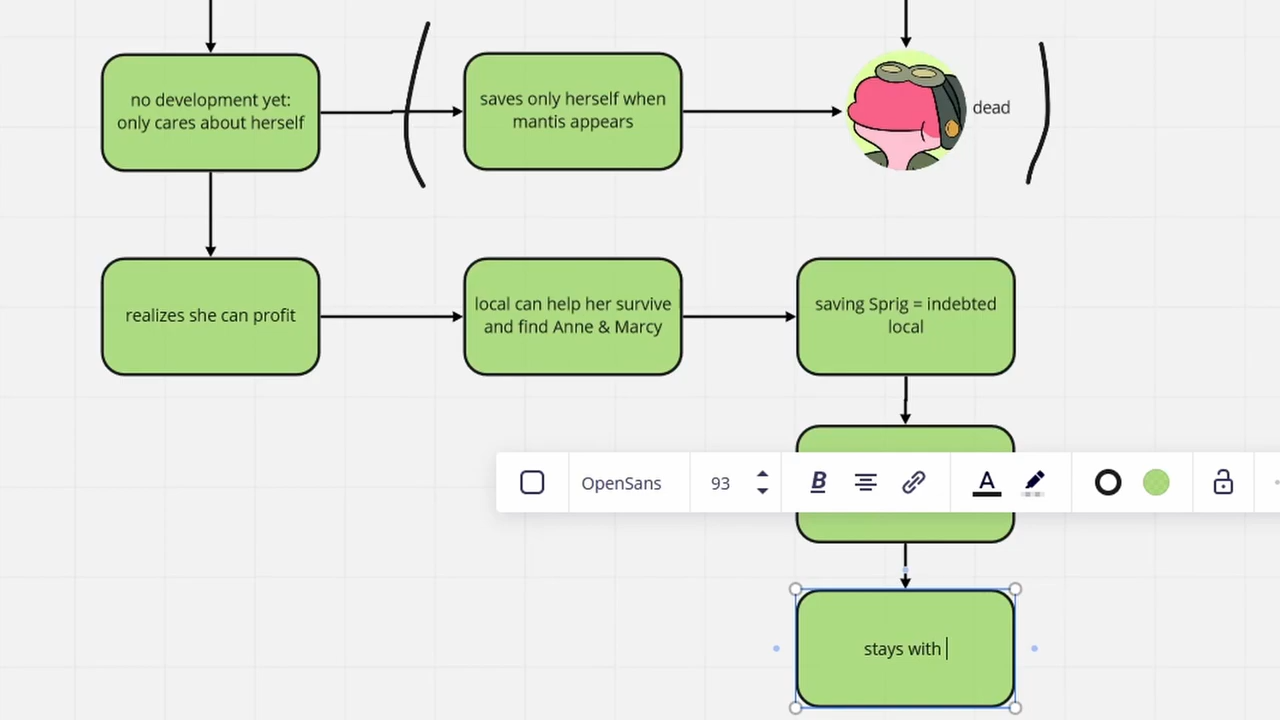 no development yet:
only cares about herself
saves only herself when
mantis appears
dead
realizes she can profit
local can help her survive
and find Anne & Marcy
saving Sprig = indebted
local
OpenSans
93
B
A
stays with